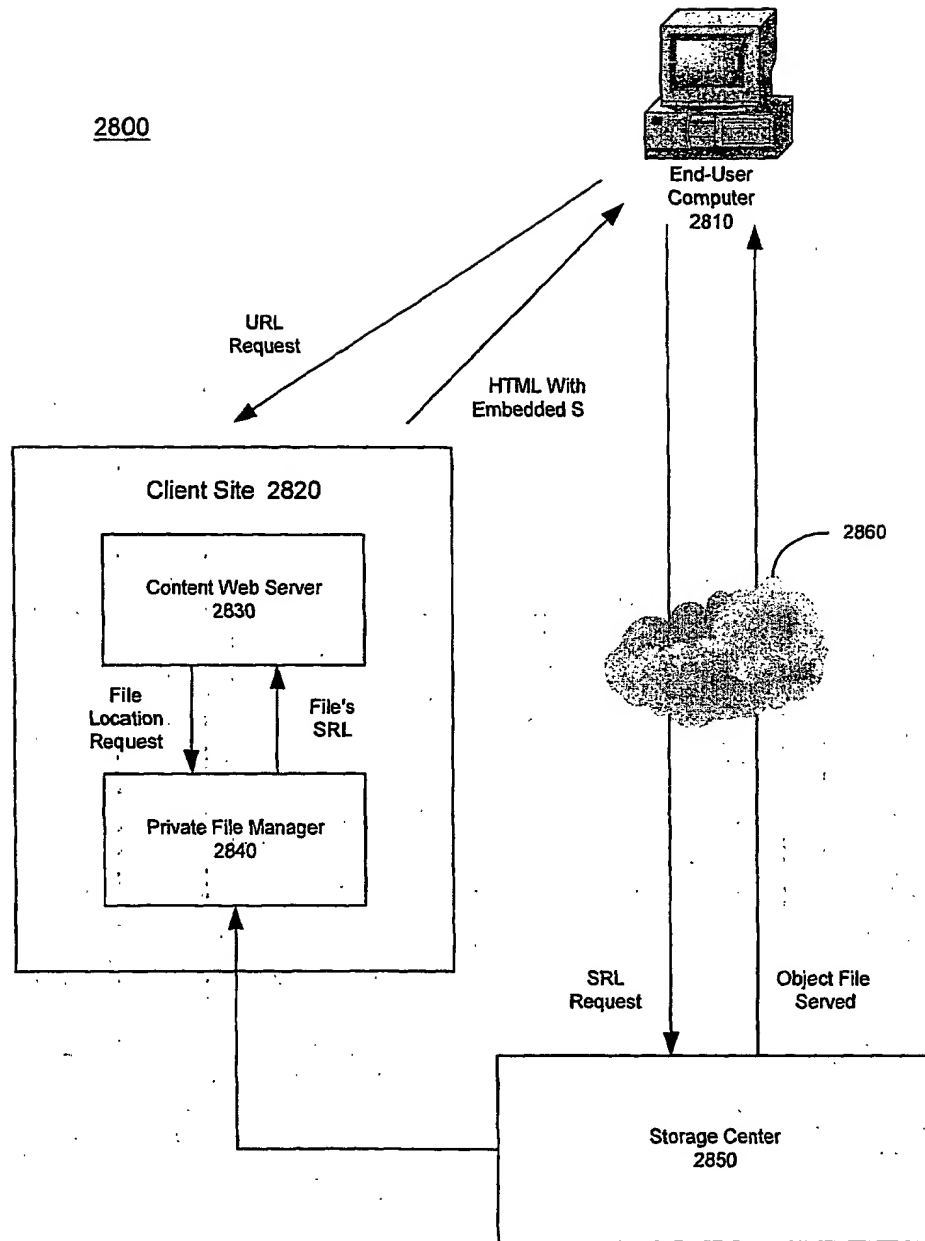 2800
End-User
Computer
2810
URL
Request
HTML With
Embedded S
Client Site 2820
2860
Content Web Server
2830
File
Location
Request
File's
SRL
Private File Manager
2840
SRL
Request
Object File
Served
Storage Center
2850